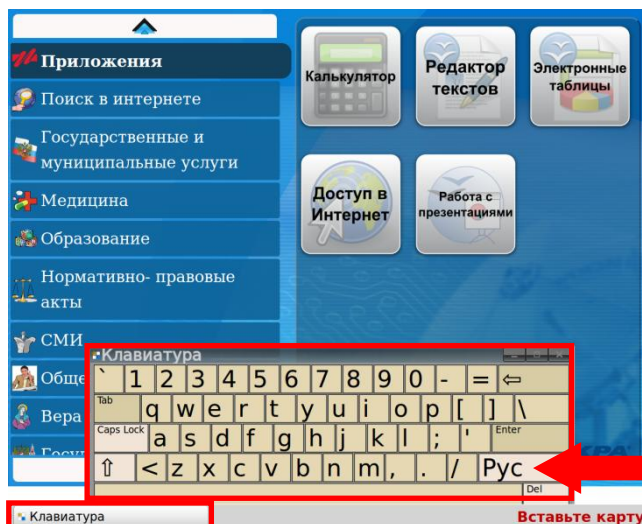 Приложения
Поиск в интернете
Государственные и
муниципальные услуги
Медицина
Образование
Нормативно- правовые
акты
СМИ
Обще
Вера
Калькулятор
Редактор
текстов
Электронные
таблицы
Доступ в
Интернет
Работа с
презентациями
Клавиатура
` 1 2 3 4 5 6 7 8 9 0 - = ⇦
Tab q w e r t y u i o p [ ] \
Caps Lock a s d f g h j k l ; ' Enter
⇧ < z x c v b n m , . / Рус
Del
Клавиатура
Вставьте карту